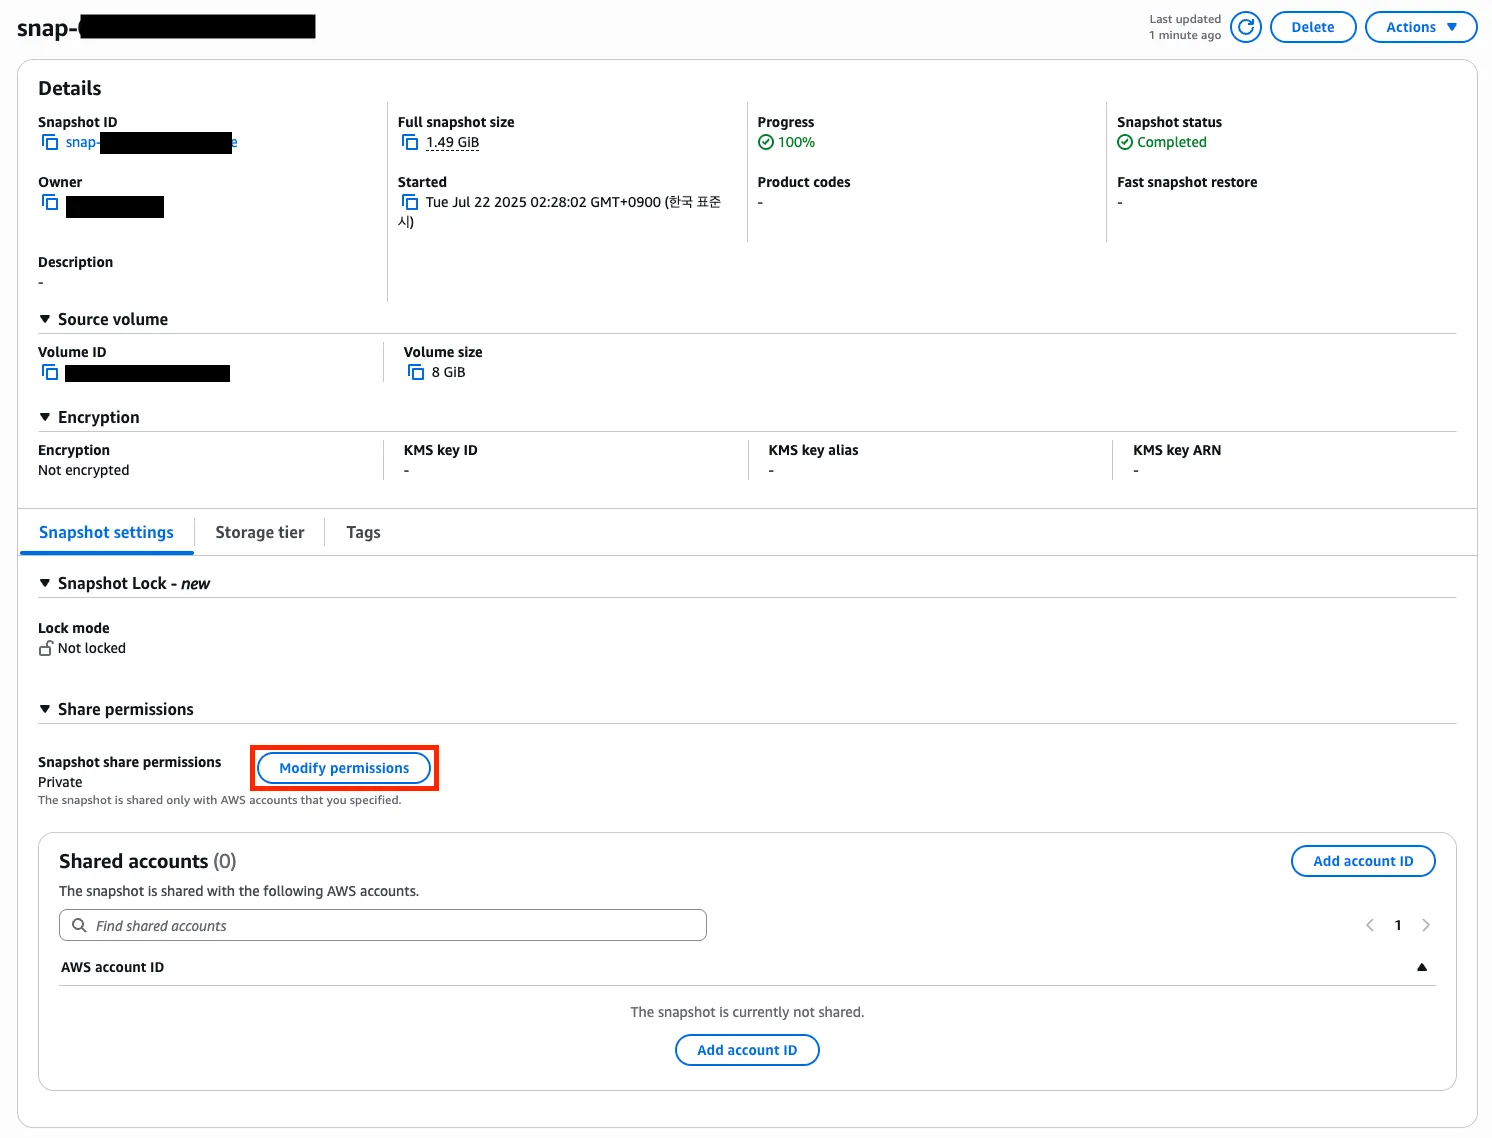 snap-
Last updated
1 minute ago
Delete
Actions
Details
Snapshot ID
snap-
e
Full snapshot size
1.49 GiB
Progress
100%
Snapshot status
Completed
Owner
Started
Tue Jul 22 2025 02:28:02 GMT+0900 (한국 표준
시)
Product codes
-
Fast snapshot restore
-
Description
-
Source volume
Volume ID
Volume size
8 GiB
Encryption
Encryption
Not encrypted
KMS key ID
-
KMS key alias
-
KMS key ARN
-
Snapshot settings
Storage tier
Tags
Snapshot Lock - new
Lock mode
Not locked
Share permissions
Snapshot share permissions
Private
Modify permissions
The snapshot is shared only with AWS accounts that you specified.
Shared accounts (0)
Add account ID
The snapshot is shared with the following AWS accounts.
Find shared accounts
1
AWS account ID
The snapshot is currently not shared.
Add account ID